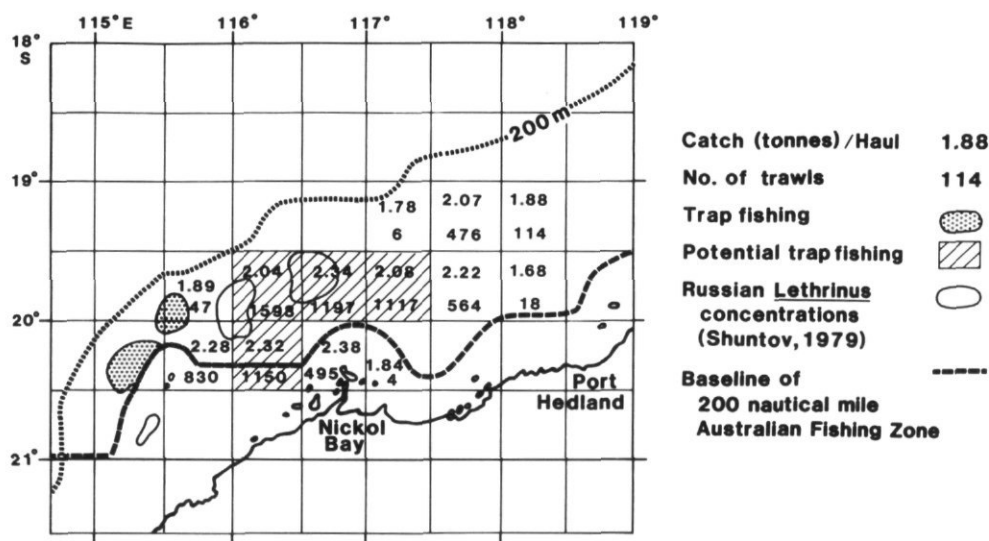 115°E 116° 117° 118° 119°
18°
S
200 m
19°
1.78 2.07 1.88
6 476 114
2.04 2.34 2.08 2.22 1.68
1.89
47 1598 1197 1117 564 18
20°
2.28 2.32 2.38
1.84
830 1150 495 4
Port
Hedland
Nickol
Bay
21°
Catch (tonnes)/Haul 1.88
No. of trawls 114
Trap fishing
Potential trap fishing
Russian Lethrinus
concentrations
(Shuntov, 1979)
Baseline of
200 nautical mile
Australian Fishing Zone